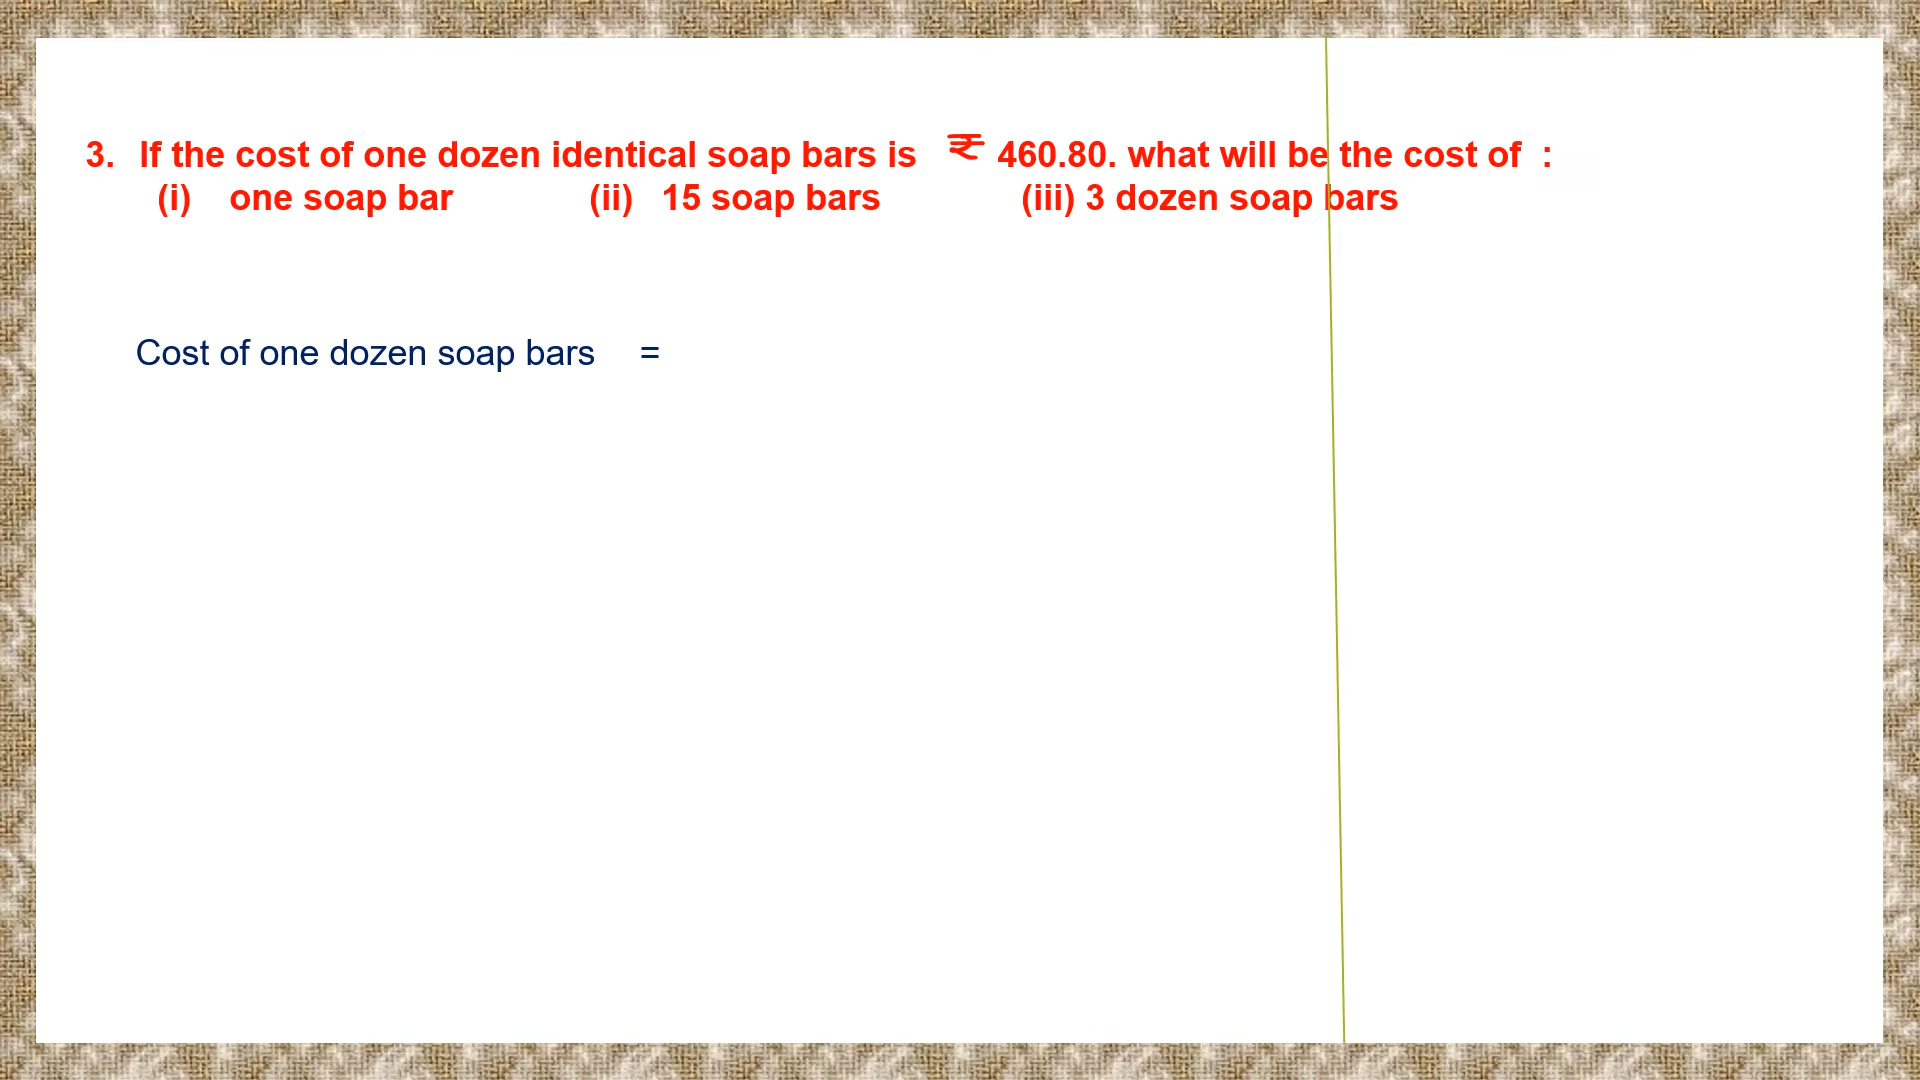 3. If the cost of one dozen identical soap bars is ₹ 460.80. what will be the cost of :
(i) one soap bar (ii) 15 soap bars (iii) 3 dozen soap bars
Cost of one dozen soap bars =